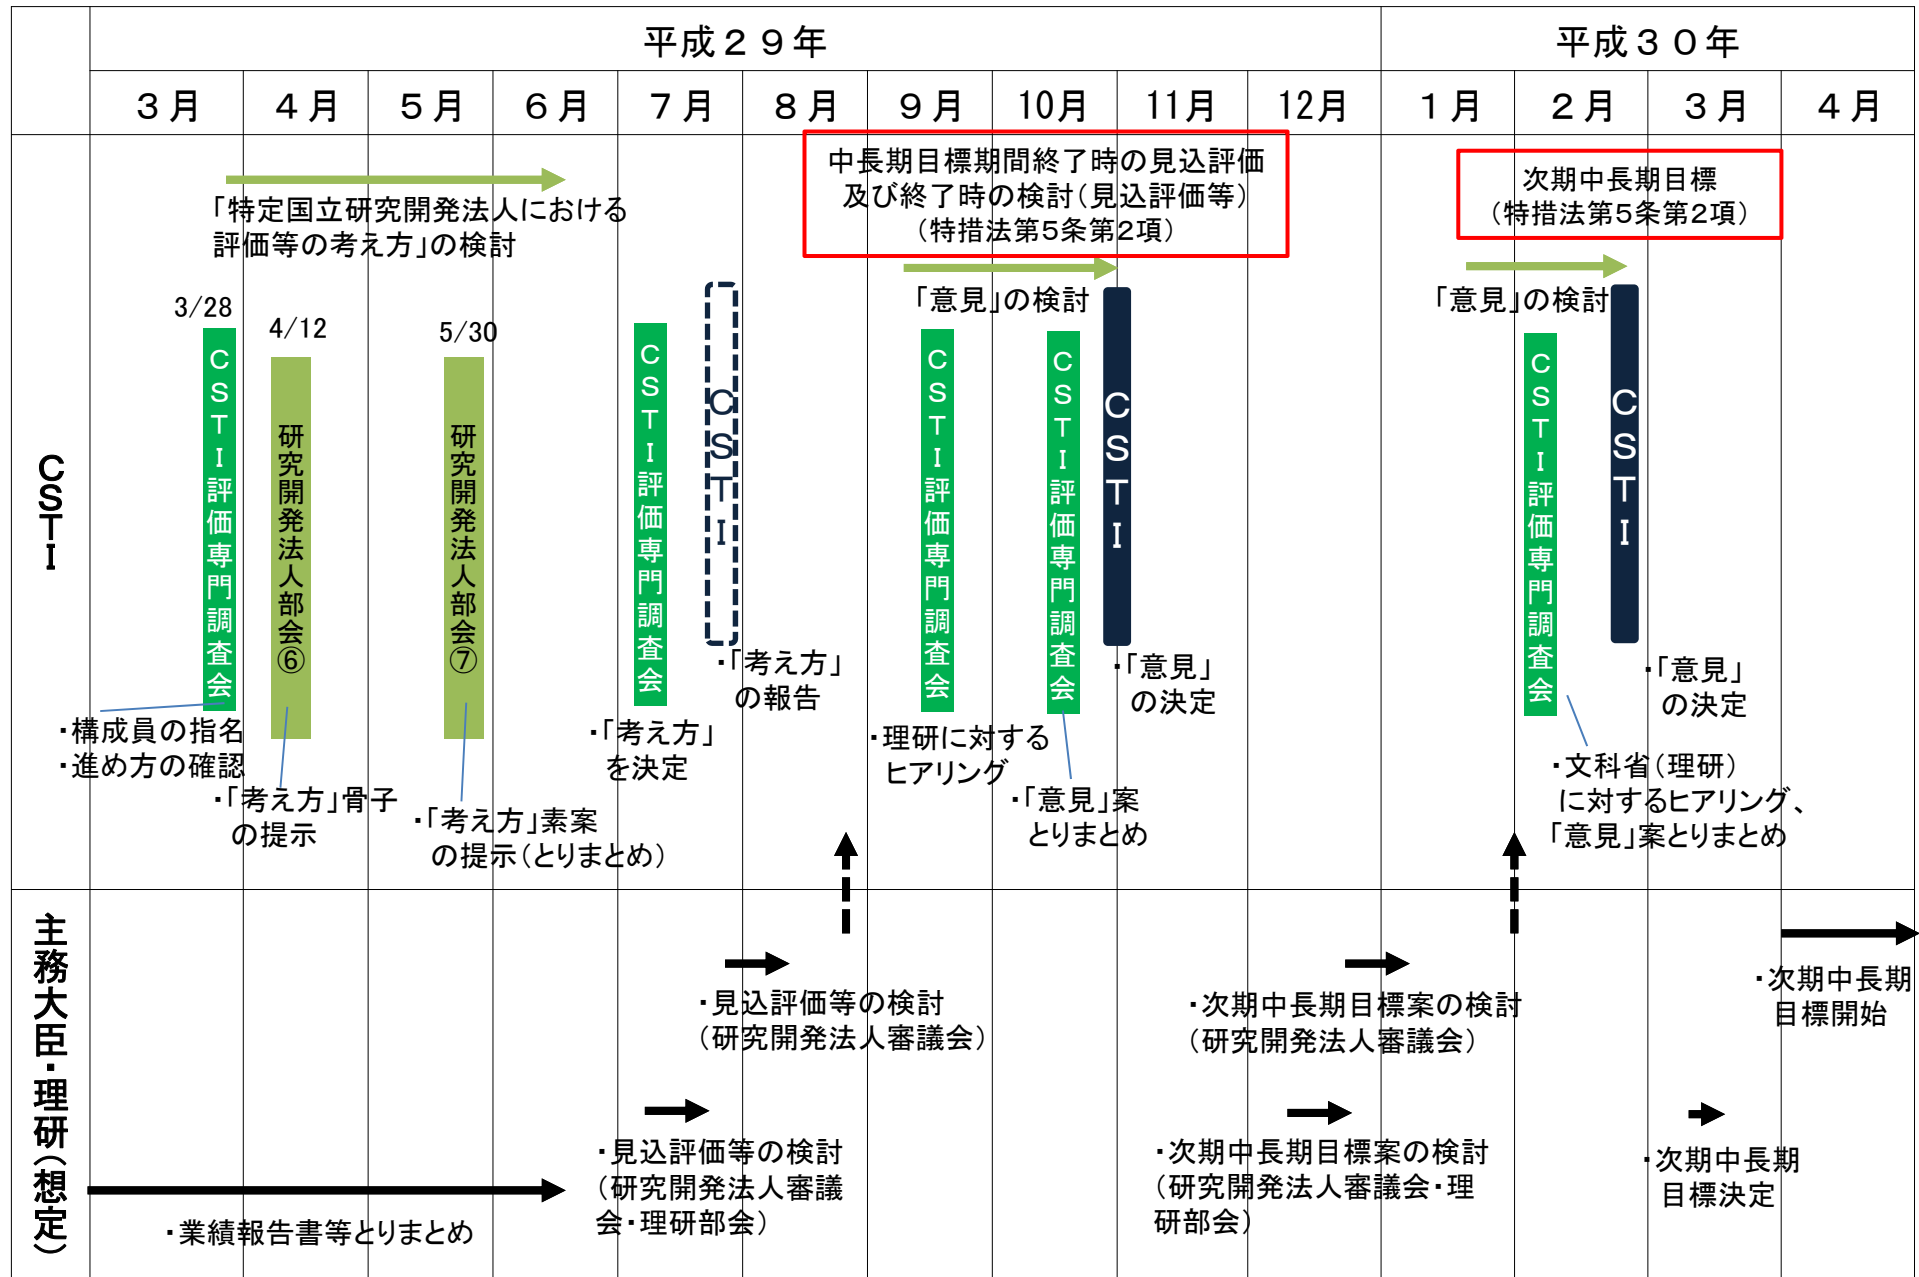 平成２９年
平成３０年
３月
４月
５月
６月
７月
８月
９月
10月
11月
12月
１月
２月
３月
４月
ＣＳＴＩ
「特定国立研究開発法人における
評価等の考え方」の検討
中長期目標期間終了時の見込評価
及び終了時の検討（見込評価等）
（特措法第５条第２項）
次期中長期目標
（特措法第５条第２項）
「意見」の検討
「意見」の検討
3/28
4/12
5/30
ＣＳＴＩ評価専門調査会
研究開発法人部会⑥
研究開発法人部会⑦
ＣＳＴＩ評価専門調査会
ＣＳＴＩ
ＣＳＴＩ評価専門調査会
ＣＳＴＩ評価専門調査会
ＣＳＴＩ
ＣＳＴＩ評価専門調査会
ＣＳＴＩ
・構成員の指名
・進め方の確認
・「考え方」骨子
の提示
・「考え方」素案
の提示（とりまとめ）
・「考え方」
を決定
・「考え方」
の報告
・理研に対する
ヒアリング
・「意見」案
とりまとめ
・「意見」
の決定
・文科省（理研）
に対するヒアリング、
「意見」案とりまとめ
・「意見」
の決定
主務大臣・理研（想定）
・見込評価等の検討
（研究開発法人審議会）
・次期中長期目標案の検討
（研究開発法人審議会）
・次期中長期
目標開始
・業績報告書等とりまとめ
・見込評価等の検討
（研究開発法人審議
会・理研部会）
・次期中長期目標案の検討
（研究開発法人審議会・理
研部会）
・次期中長期
目標決定